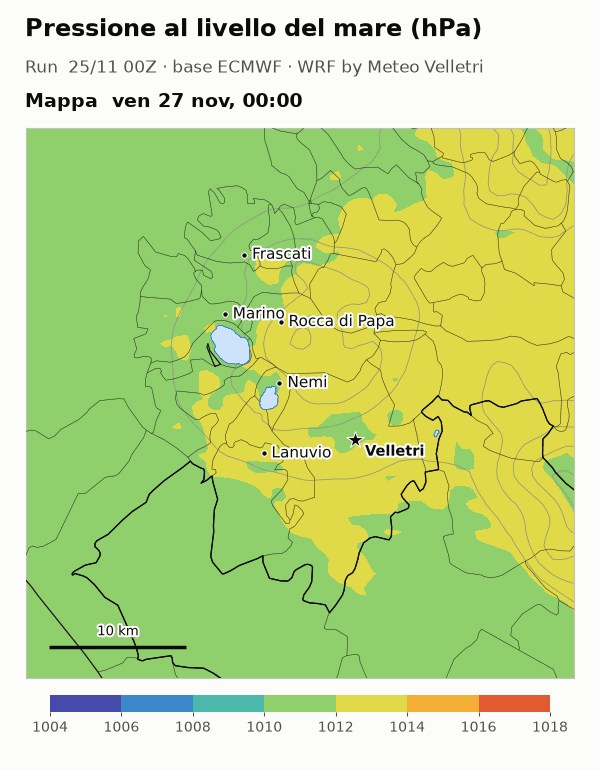 Pressione al livello del mare (hPa)
Run  25/11 00Z · base ECMWF · WRF by Meteo Velletri
Mappa  ven 27 nov, 00:00
Frascati
Marino
Rocca di Papa
Nemi
Velletri
Lanuvio
10 km
1004 1006 1008 1010 1012 1014 1016 1018